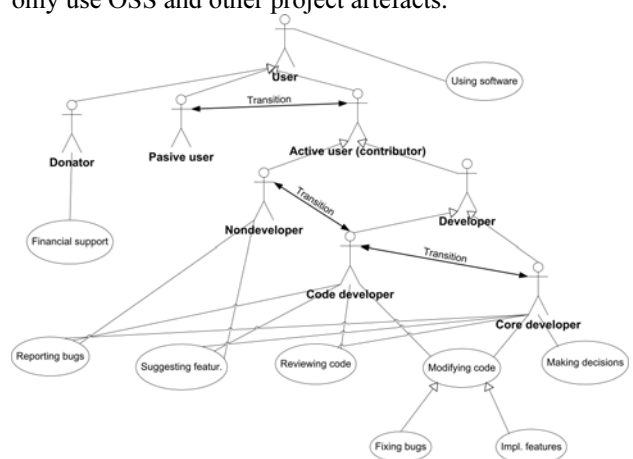 only use OSS and other project artefacts.
User
Using software
Transition
Donator
Pasive user
Active user (contributor)
Transition
Nondeveloper
Developer
Financial support
Transition
Code developer
Core developer
Reporting bugs
Suggesting featur.
Reviewing code
Modifying code
Making decisions
Fixing bugs
Impl. features